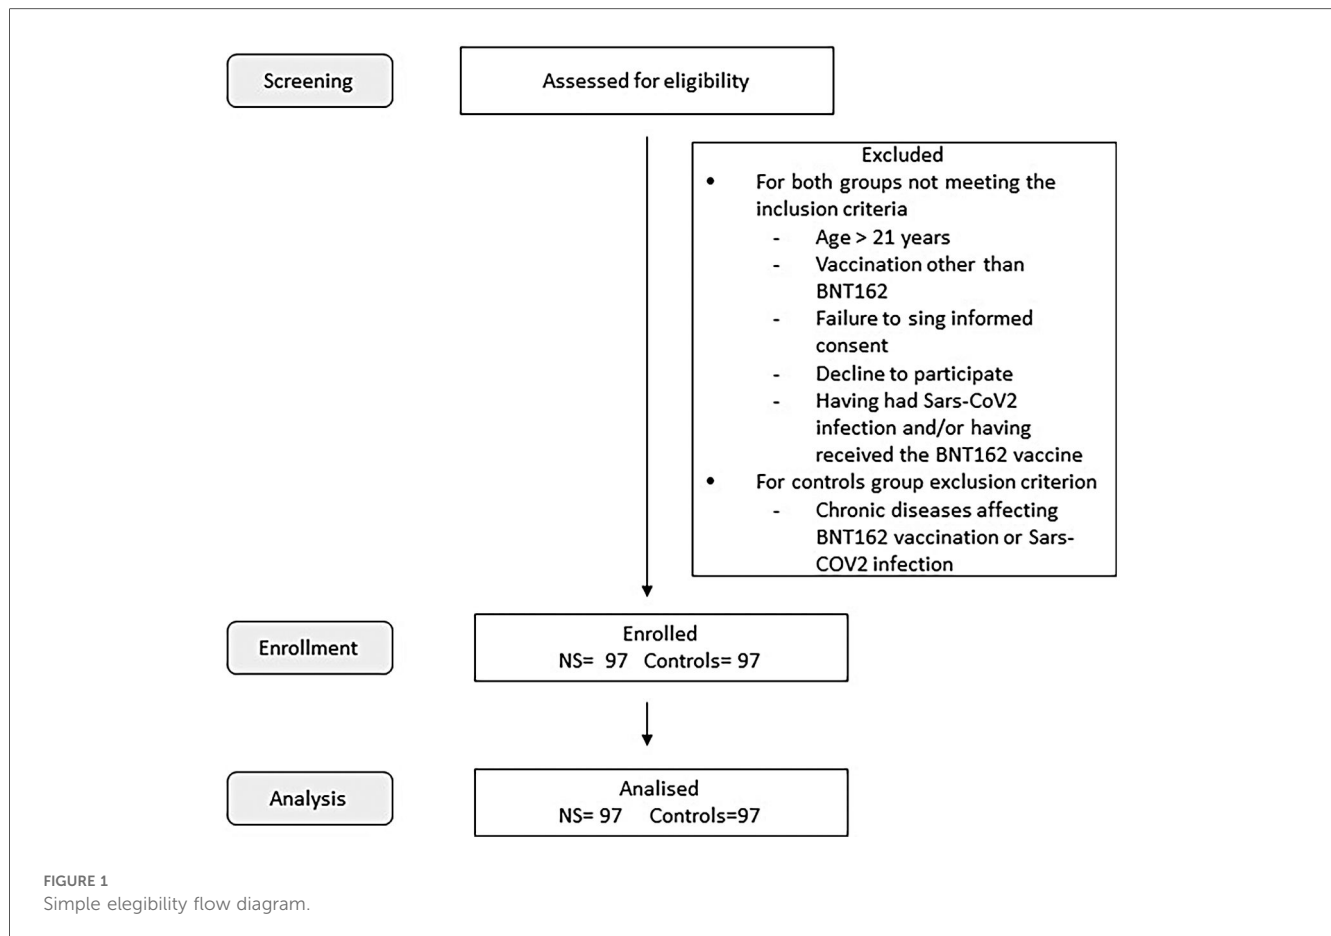 Screening
Assessed for eligibility
Excluded
• For both groups not meeting the
inclusion criteria
- Age > 21 years
- Vaccination other than
BNT162
- Failure to sing informed
consent
- Decline to participate
- Having had Sars-CoV2
infection and/or having
received the BNT162 vaccine
• For controls group exclusion criterion
- Chronic diseases affecting
BNT162 vaccination or Sars-
COV2 infection
Enrollment
Enrolled
NS= 97 Controls= 97
Analysis
Analised
NS= 97 Controls=97
FIGURE 1
Simple elegibility flow diagram.